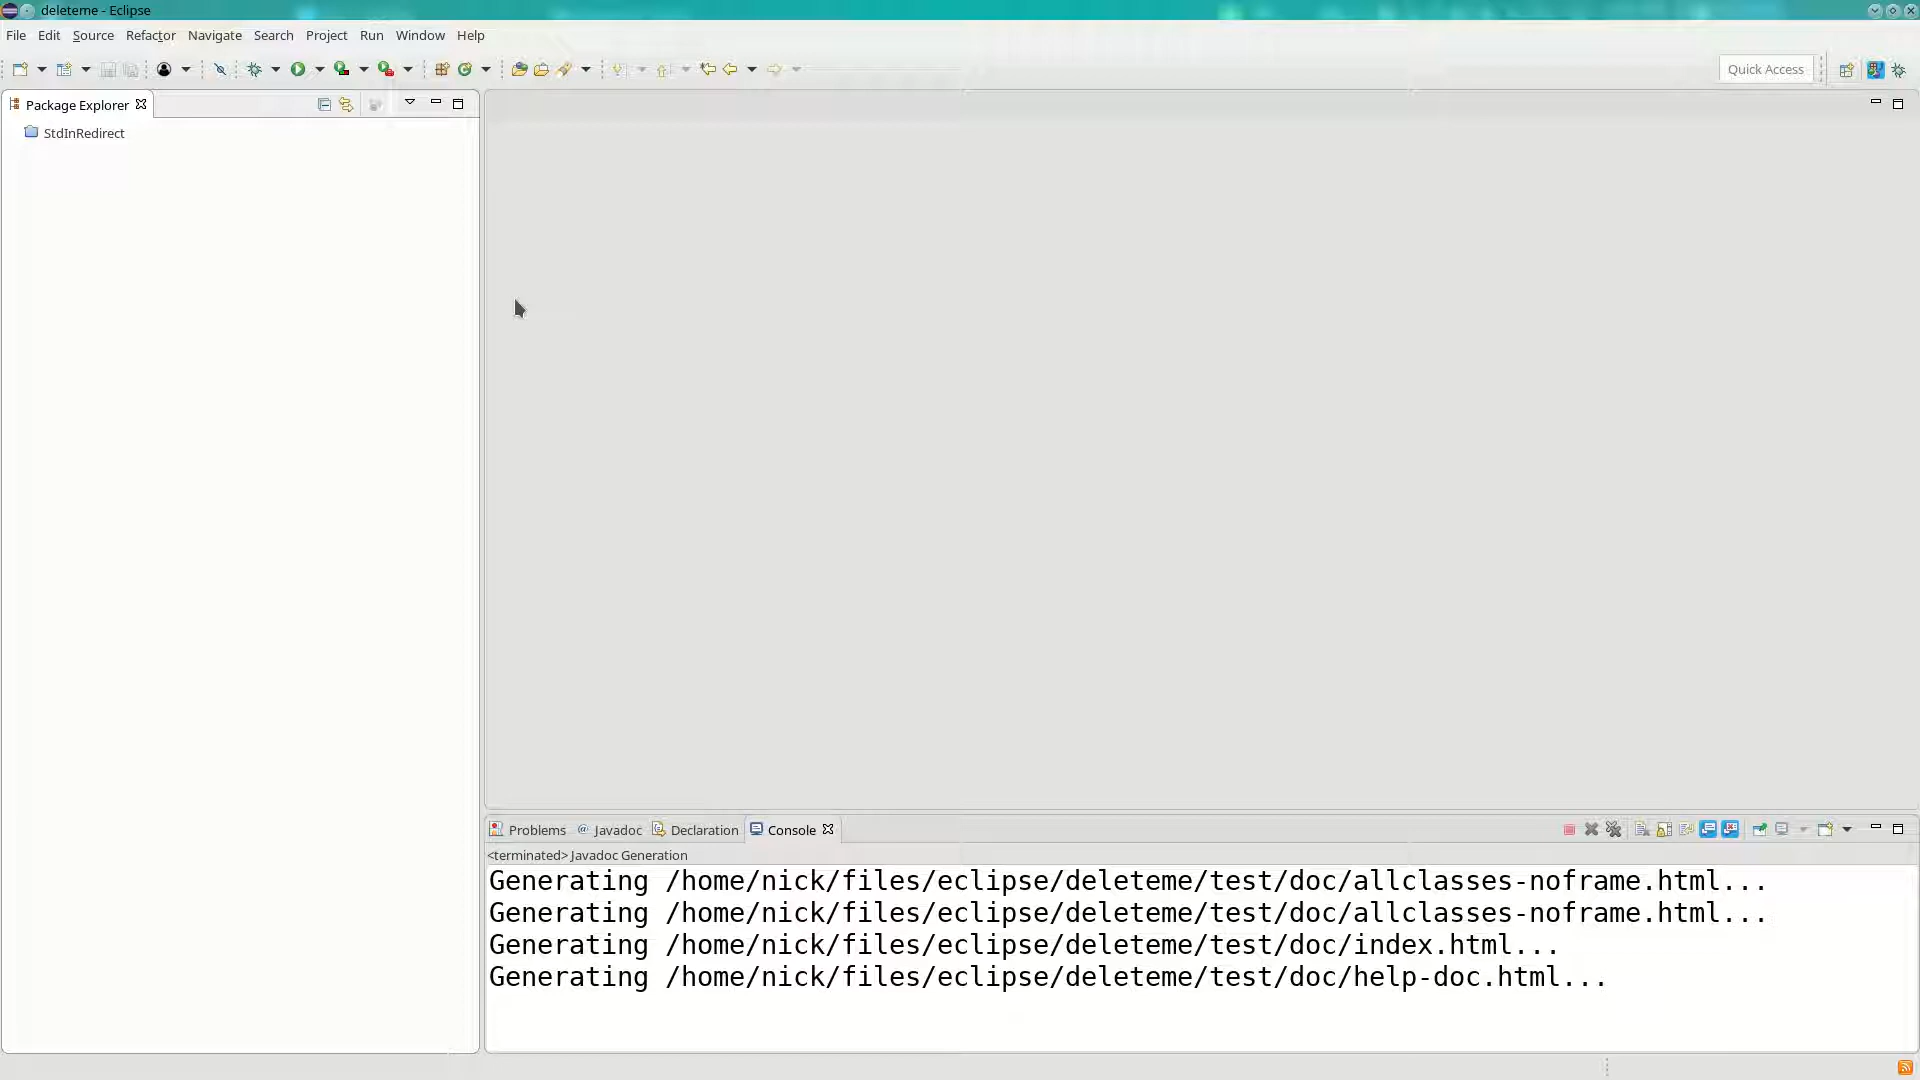 deleteme - Eclipse
File Edit Source Refactor Navigate Search Project Run Window Help
Quick Access
Package Explorer
StdInRedirect
Problems Javadoc Declaration Console
<terminated> Javadoc Generation
Generating /home/nick/files/eclipse/deleteme/test/doc/allclasses-noframe.html...
Generating /home/nick/files/eclipse/deleteme/test/doc/allclasses-noframe.html...
Generating /home/nick/files/eclipse/deleteme/test/doc/index.html...
Generating /home/nick/files/eclipse/deleteme/test/doc/help-doc.html...